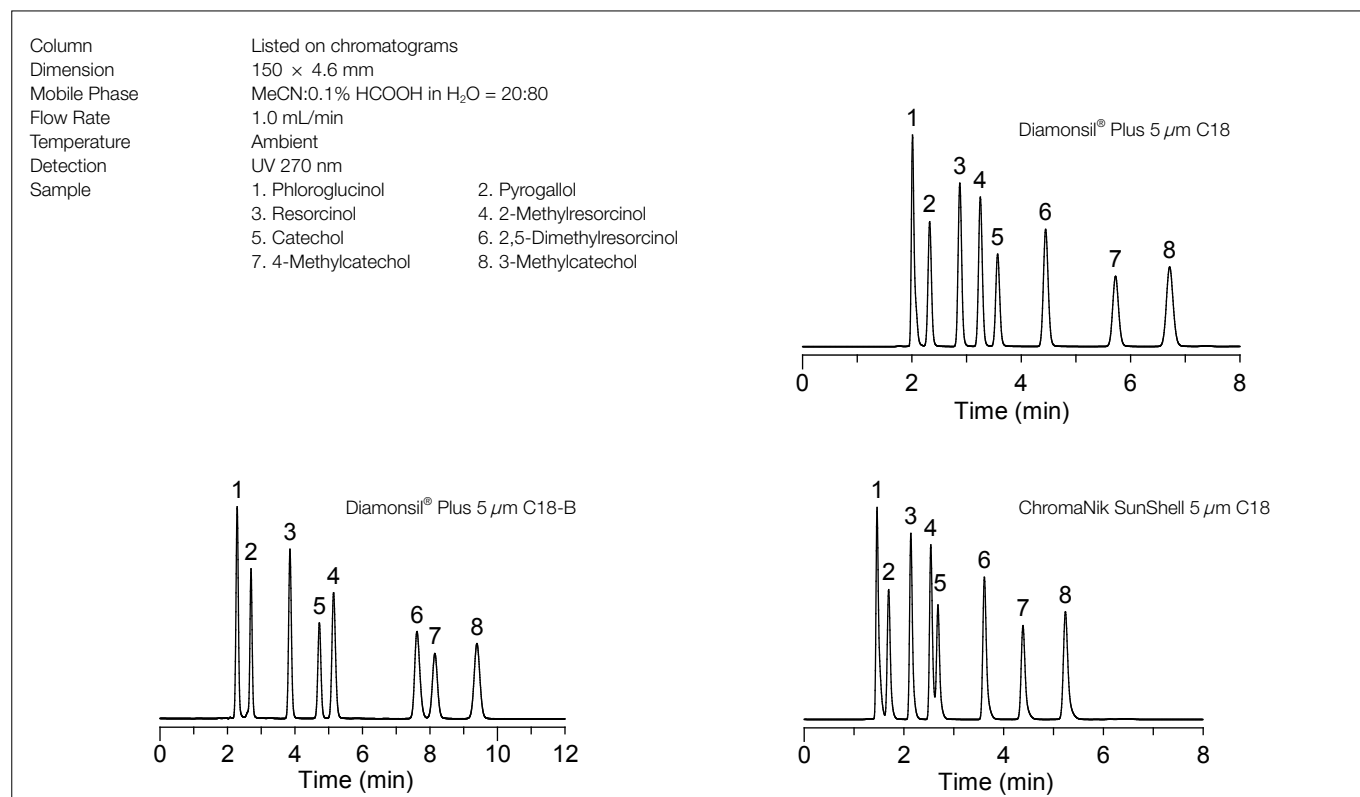 Column Listed on chromatograms
Dimension 150 × 4.6 mm
Mobile Phase MeCN:0.1% HCOOH in H₂O = 20:80
Flow Rate 1.0 mL/min
Temperature Ambient
Detection UV 270 nm
Sample 1. Phloroglucinol 2. Pyrogallol
3. Resorcinol 4. 2-Methylresorcinol
5. Catechol 6. 2,5-Dimethylresorcinol
7. 4-Methylcatechol 8. 3-Methylcatechol
Diamonsil® Plus 5 µm C18
1
2
3
4
5
6
7
8
0 2 4 6 8
Time (min)
Diamonsil® Plus 5 µm C18-B
1
2
3
5
4
6
7
8
0 2 4 6 8 10 12
Time (min)
ChromaNik SunShell 5 µm C18
1
2
3
4
5
6
7
8
0 2 4 6 8
Time (min)